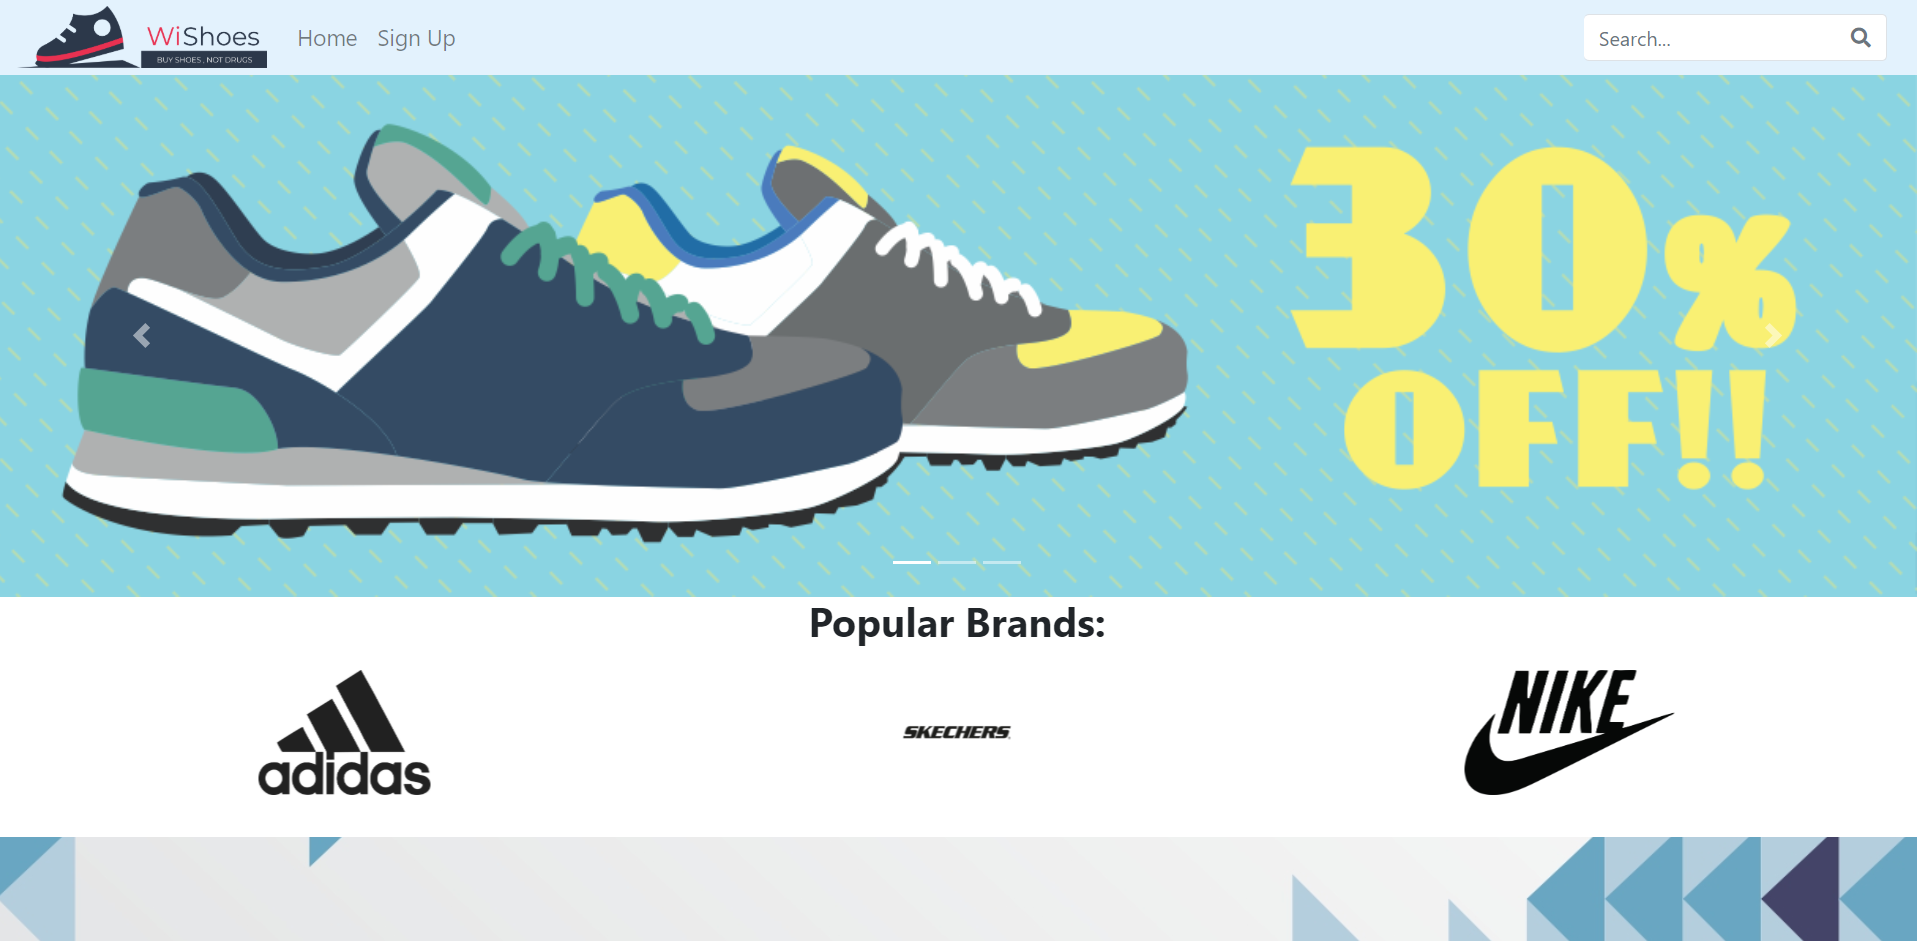 WiShoes
BUY SHOES , NOT DRUGS
Home
Sign Up
Search...
30%
OFF!!
Popular Brands:
adidas
SKECHERS
NIKE